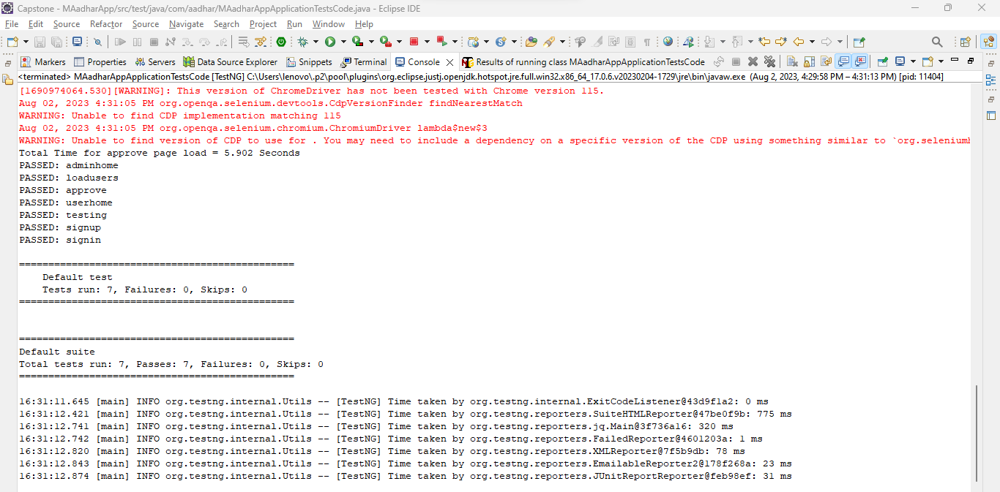 Capstone - MAadharApp/src/test/java/com/aadhar/MAadharAppApplicationTestsCode.java - Eclipse IDE
File Edit Source Refactor Source Navigate Search Project Run Window Help
Markers Properties Servers Data Source Explorer Snippets Terminal Console Results of running class MAadharAppApplicationTestsCode
<terminated> MAadharAppApplicationTestsCode [TestNG] C:\Users\lenovo\.p2\pool\plugins\org.eclipse.justj.openjdk.hotspot.jre.full.win32.x86_64_17.0.6.v20230204-1729\jre\bin\javaw.exe (Aug 2, 2023, 4:29:58 PM – 4:31:13 PM) [pid: 11404]
[1690974064.530][WARNING]: This version of ChromeDriver has not been tested with Chrome version 115.
Aug 02, 2023 4:31:05 PM org.openqa.selenium.devtools.CdpVersionFinder findNearestMatch
WARNING: Unable to find CDP implementation matching 115
Aug 02, 2023 4:31:05 PM org.openqa.selenium.chromium.ChromiumDriver lambda$new$3
WARNING: Unable to find version of CDP to use for . You may need to include a dependency on a specific version of the CDP using something similar to `org.seleniumh
Total Time for approve page load = 5.902 Seconds
PASSED: adminhome
PASSED: loadusers
PASSED: approve
PASSED: userhome
PASSED: testing
PASSED: signup
PASSED: signin
===============================================
Default test
Tests run: 7, Failures: 0, Skips: 0
===============================================
===============================================
Default suite
Total tests run: 7, Passes: 7, Failures: 0, Skips: 0
===============================================
16:31:11.645 [main] INFO org.testng.internal.Utils -- [TestNG] Time taken by org.testng.internal.ExitCodeListener@43d9f1a2: 0 ms
16:31:12.421 [main] INFO org.testng.internal.Utils -- [TestNG] Time taken by org.testng.reporters.SuiteHTMLReporter@47be0f9b: 775 ms
16:31:12.741 [main] INFO org.testng.internal.Utils -- [TestNG] Time taken by org.testng.reporters.jq.Main@3f736a16: 320 ms
16:31:12.742 [main] INFO org.testng.internal.Utils -- [TestNG] Time taken by org.testng.reporters.FailedReporter@4601203a: 1 ms
16:31:12.820 [main] INFO org.testng.internal.Utils -- [TestNG] Time taken by org.testng.reporters.XMLReporter@7f5b9db: 78 ms
16:31:12.843 [main] INFO org.testng.internal.Utils -- [TestNG] Time taken by org.testng.reporters.EmailableReporter2@178f268a: 23 ms
16:31:12.874 [main] INFO org.testng.internal.Utils -- [TestNG] Time taken by org.testng.reporters.JUnitReportReporter@feb98ef: 31 ms